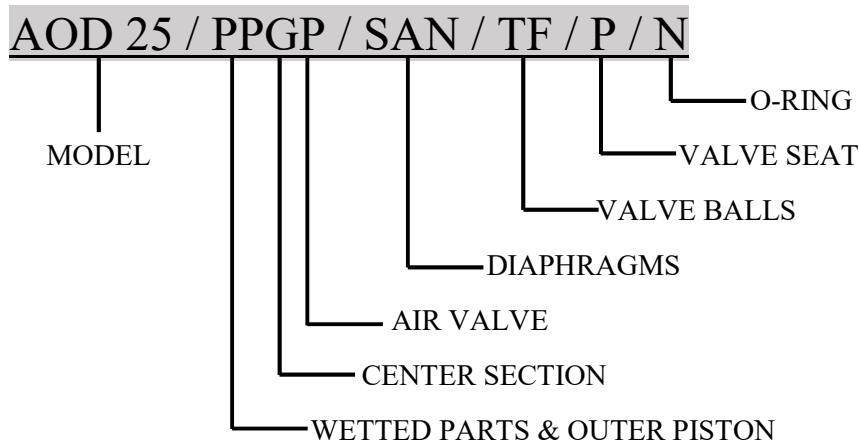 AOD 25 / PPGP / SAN / TF / P / N
O-RING
MODEL
VALVE SEAT
VALVE BALLS
DIAPHRAGMS
AIR VALVE
CENTER SECTION
WETTED PARTS & OUTER PISTON